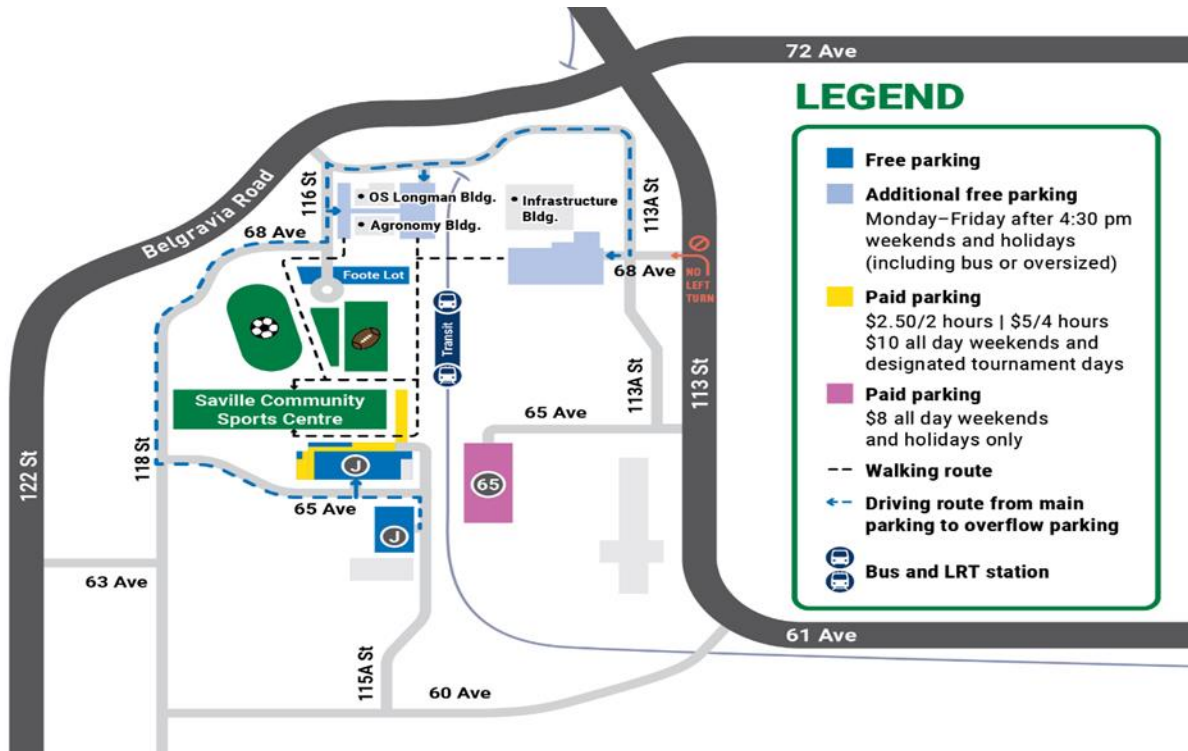 72 Ave
LEGEND
Free parking
Additional free parking
Monday–Friday after 4:30 pm
weekends and holidays
(including bus or oversized)
Paid parking
$2.50/2 hours | $5/4 hours
$10 all day weekends and
designated tournament days
Paid parking
$8 all day weekends
and holidays only
Walking route
Driving route from main
parking to overflow parking
Bus and LRT station
Belgravia Road
116 St
• OS Longman Bldg.
• Agronomy Bldg.
• Infrastructure
Bldg.
113A St
68 Ave
68 Ave
NO
LEFT
TURN
Foote Lot
Transit
Saville Community
Sports Centre
113A St
113 St
65 Ave
118 St
122 St
J
65
65 Ave
J
63 Ave
115A St
60 Ave
61 Ave